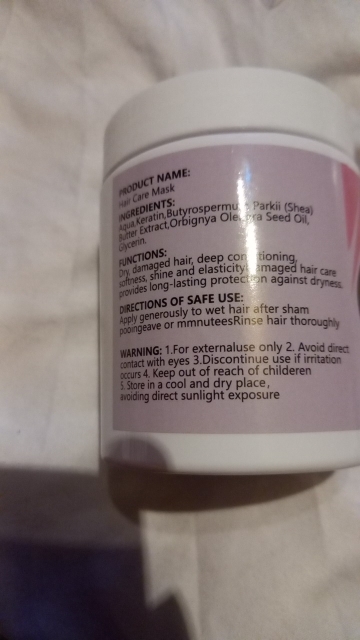 PRODUCT NAME:
Hair Care Mask
INGREDIENTS:
Aqua,Keratin,Butyrospermum Parkii (Shea)
Butter Extract,Orbignya Oleifera Seed Oil,
Glycerin.
FUNCTIONS:
Dry, damaged hair, deep conditioning,
softness, shine and elasticity, damaged hair care
provides long-lasting protection against dryness.
DIRECTIONS OF SAFE USE:
Apply generously to wet hair after sham
pooingeave or mmnuteesRinse hair thoroughly
WARNING: 1.For externaluse only 2. Avoid direct
contact with eyes 3.Discontinue use if irritation
occurs 4. Keep out of reach of childeren
5. Store in a cool and dry place,
avoiding direct sunlight exposure